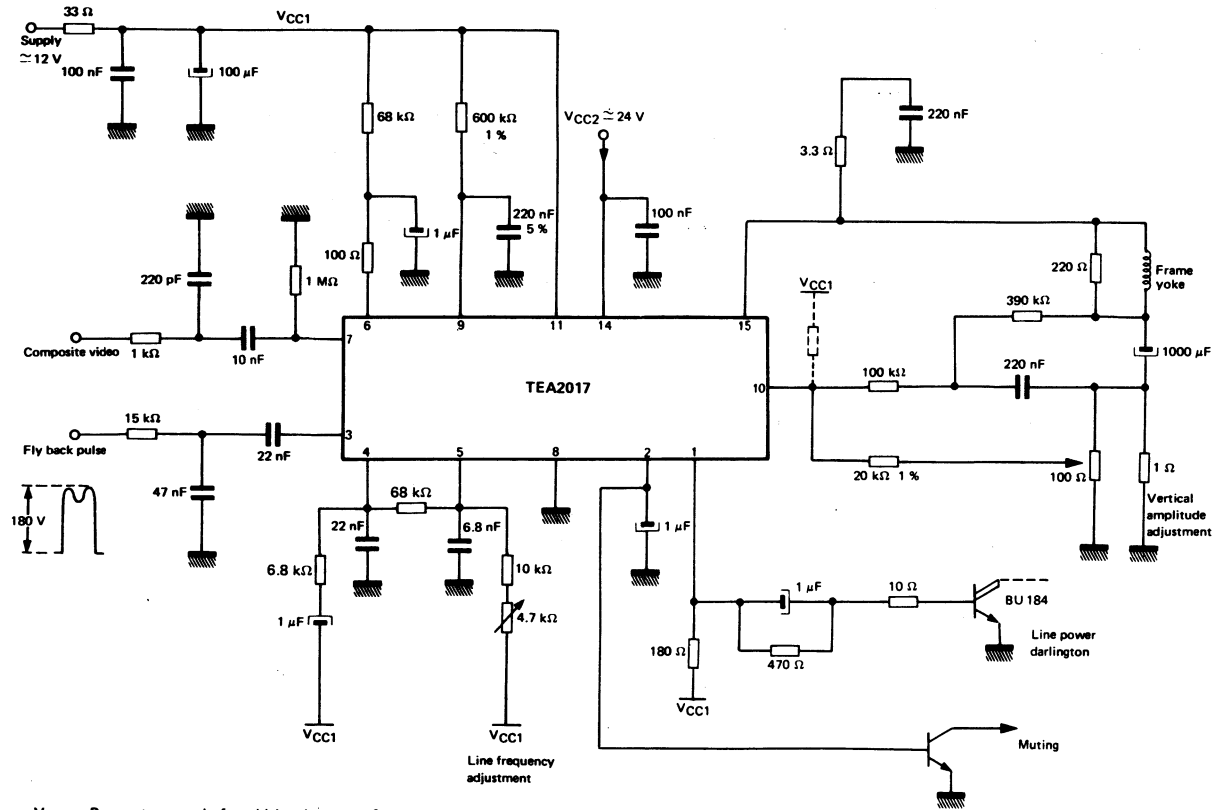 33 Ω
Supply
≃12 V
VCC1
100 nF
100 μF
68 kΩ
600 kΩ
1 %
VCC2 ≃ 24 V
220 nF
3.3 Ω
1 μF
220 nF
5 %
100 nF
100 Ω
220 pF
1 MΩ
220 Ω
Frame
yoke
VCC1
390 kΩ
Composite video
1 kΩ
10 nF
6
9
11
14
15
7
TEA2017
10
100 kΩ
220 nF
1000 μF
15 kΩ
Fly back pulse
22 nF
3
4
5
8
2
1
20 kΩ 1 %
100 Ω
1 Ω
Vertical
amplitude
adjustment
180 V
47 nF
68 kΩ
22 nF
6.8 nF
1 μF
6.8 kΩ
10 kΩ
1 μF
4.7 kΩ
1 μF
10 Ω
BU 184
180 Ω
470 Ω
Line power
darlington
VCC1
VCC1
VCC1
Line frequency
adjustment
Muting